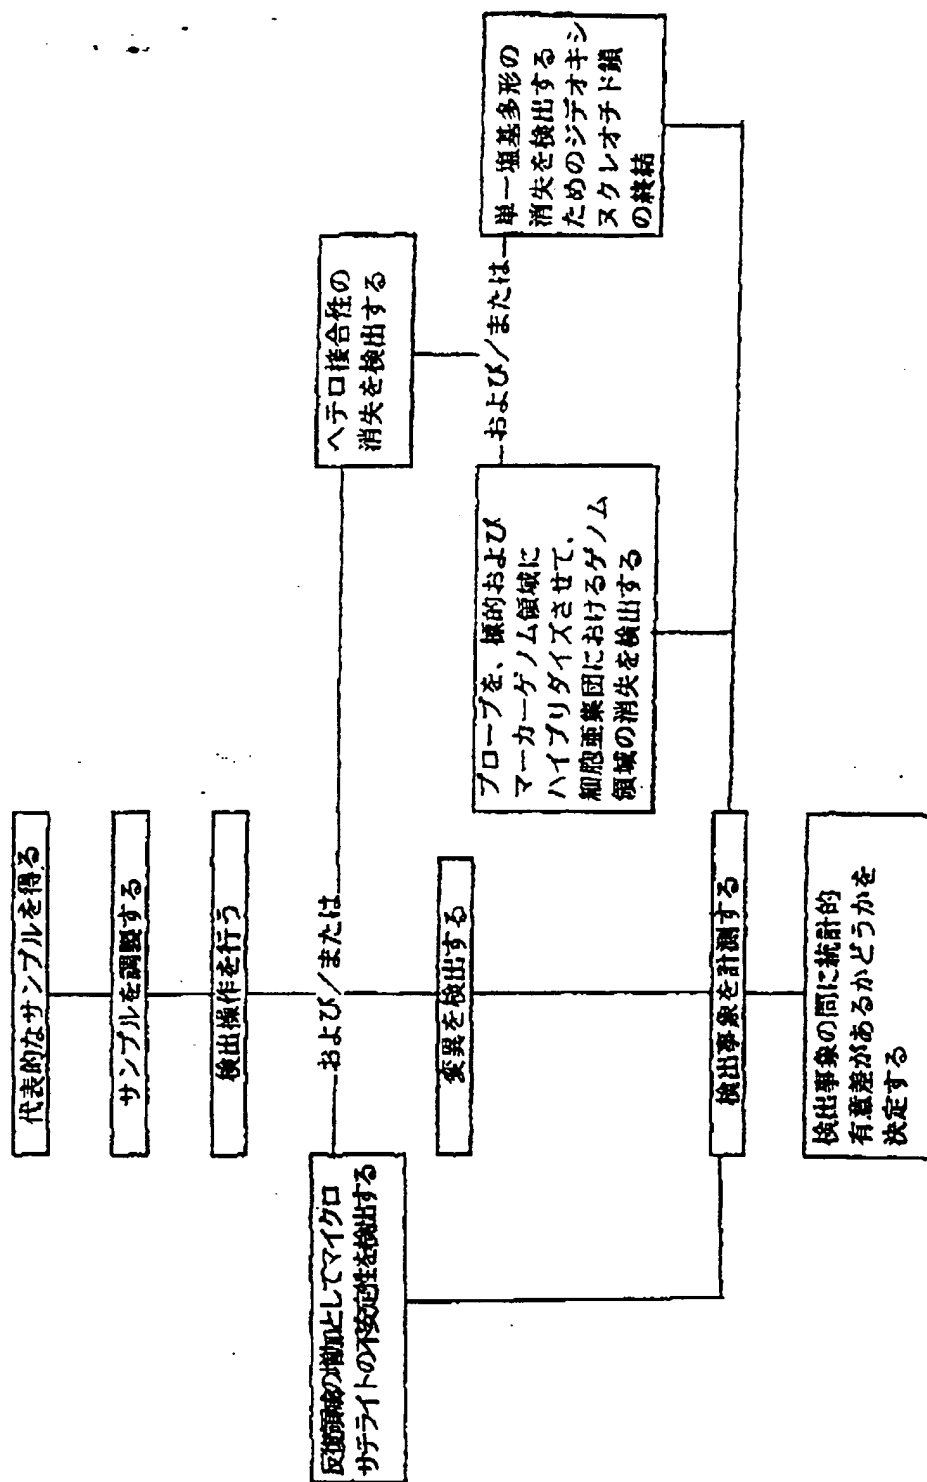 代表的なサンプルを得る
サンプルを調製する
検出操作を行う
および/または
反復領域の増加としてマイクロ
サテライトの不安定性を検出する
変異を検出する
ヘテロ接合性の
消失を検出する
および/または
プローブを、標的および
マーカーゲノム領域に
ハイブリダイズさせて、
細胞亜集団におけるゲノム
領域の消失を検出する
単一塩基多形の
消失を検出する
ためのジデオキシ
ヌクレオチド鎖
の終結
検出事象を計測する
検出事象の間に統計的
有意差があるかどうかを
決定する